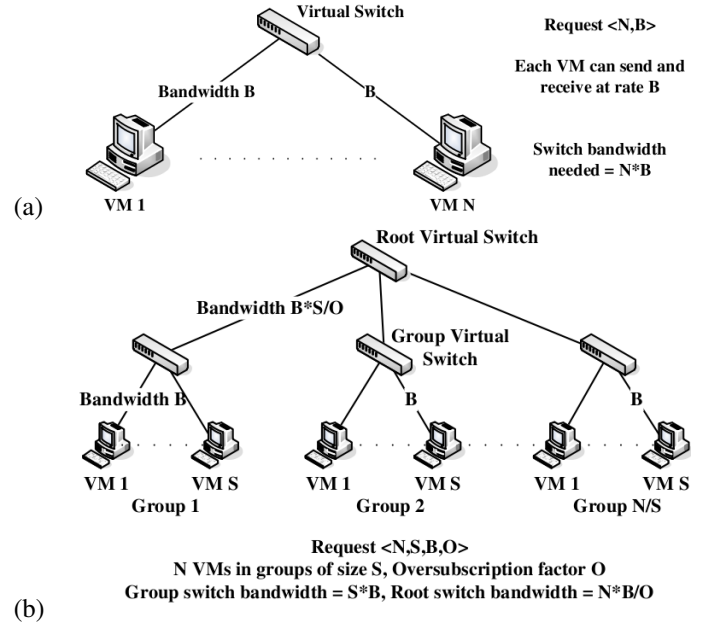 Virtual Switch
Request <N,B>
Each VM can send and
receive at rate B
Bandwidth B
B
Switch bandwidth
needed = N*B
VM 1
VM N
(a)
Root Virtual Switch
Bandwidth B*S/O
Group Virtual
Switch
Bandwidth B
B
B
VM 1
VM S
VM 1
VM S
VM 1
VM S
Group 1
Group 2
Group N/S
Request <N,S,B,O>
N VMs in groups of size S, Oversubscription factor O
Group switch bandwidth = S*B, Root switch bandwidth = N*B/O
(b)